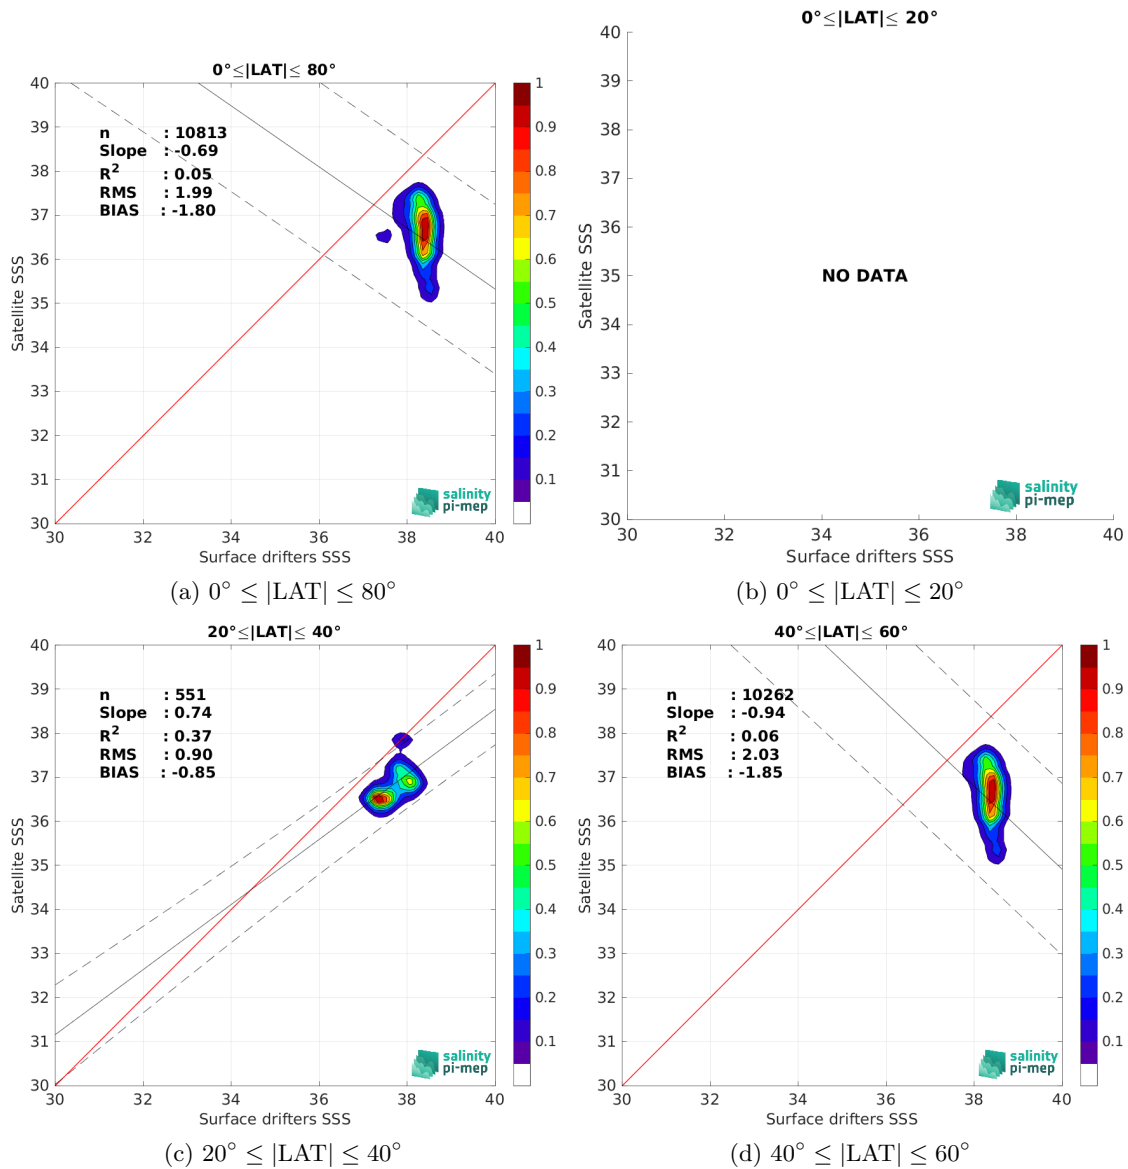 0°≤|LAT|≤ 80°
40
39
38
37
36
35
34
33
32
31
30
Satellite SSS
n : 10813
Slope : -0.69
R² : 0.05
RMS : 1.99
BIAS : -1.80
1
0.9
0.8
0.7
0.6
0.5
0.4
0.3
0.2
0.1
salinity
pi-mep
30 32 34 36 38 40
Surface drifters SSS
(a) 0° ≤ |LAT| ≤ 80°
0°≤|LAT|≤ 20°
40
39
38
37
36
35
34
33
32
31
30
Satellite SSS
NO DATA
salinity
pi-mep
30 32 34 36 38 40
Surface drifters SSS
(b) 0° ≤ |LAT| ≤ 20°
20°≤|LAT|≤ 40°
40
39
38
37
36
35
34
33
32
31
30
Satellite SSS
n : 551
Slope : 0.74
R² : 0.37
RMS : 0.90
BIAS : -0.85
1
0.9
0.8
0.7
0.6
0.5
0.4
0.3
0.2
0.1
salinity
pi-mep
30 32 34 36 38 40
Surface drifters SSS
(c) 20° ≤ |LAT| ≤ 40°
40°≤|LAT|≤ 60°
40
39
38
37
36
35
34
33
32
31
30
Satellite SSS
n : 10262
Slope : -0.94
R² : 0.06
RMS : 2.03
BIAS : -1.85
1
0.9
0.8
0.7
0.6
0.5
0.4
0.3
0.2
0.1
salinity
pi-mep
30 32 34 36 38 40
Surface drifters SSS
(d) 40° ≤ |LAT| ≤ 60°